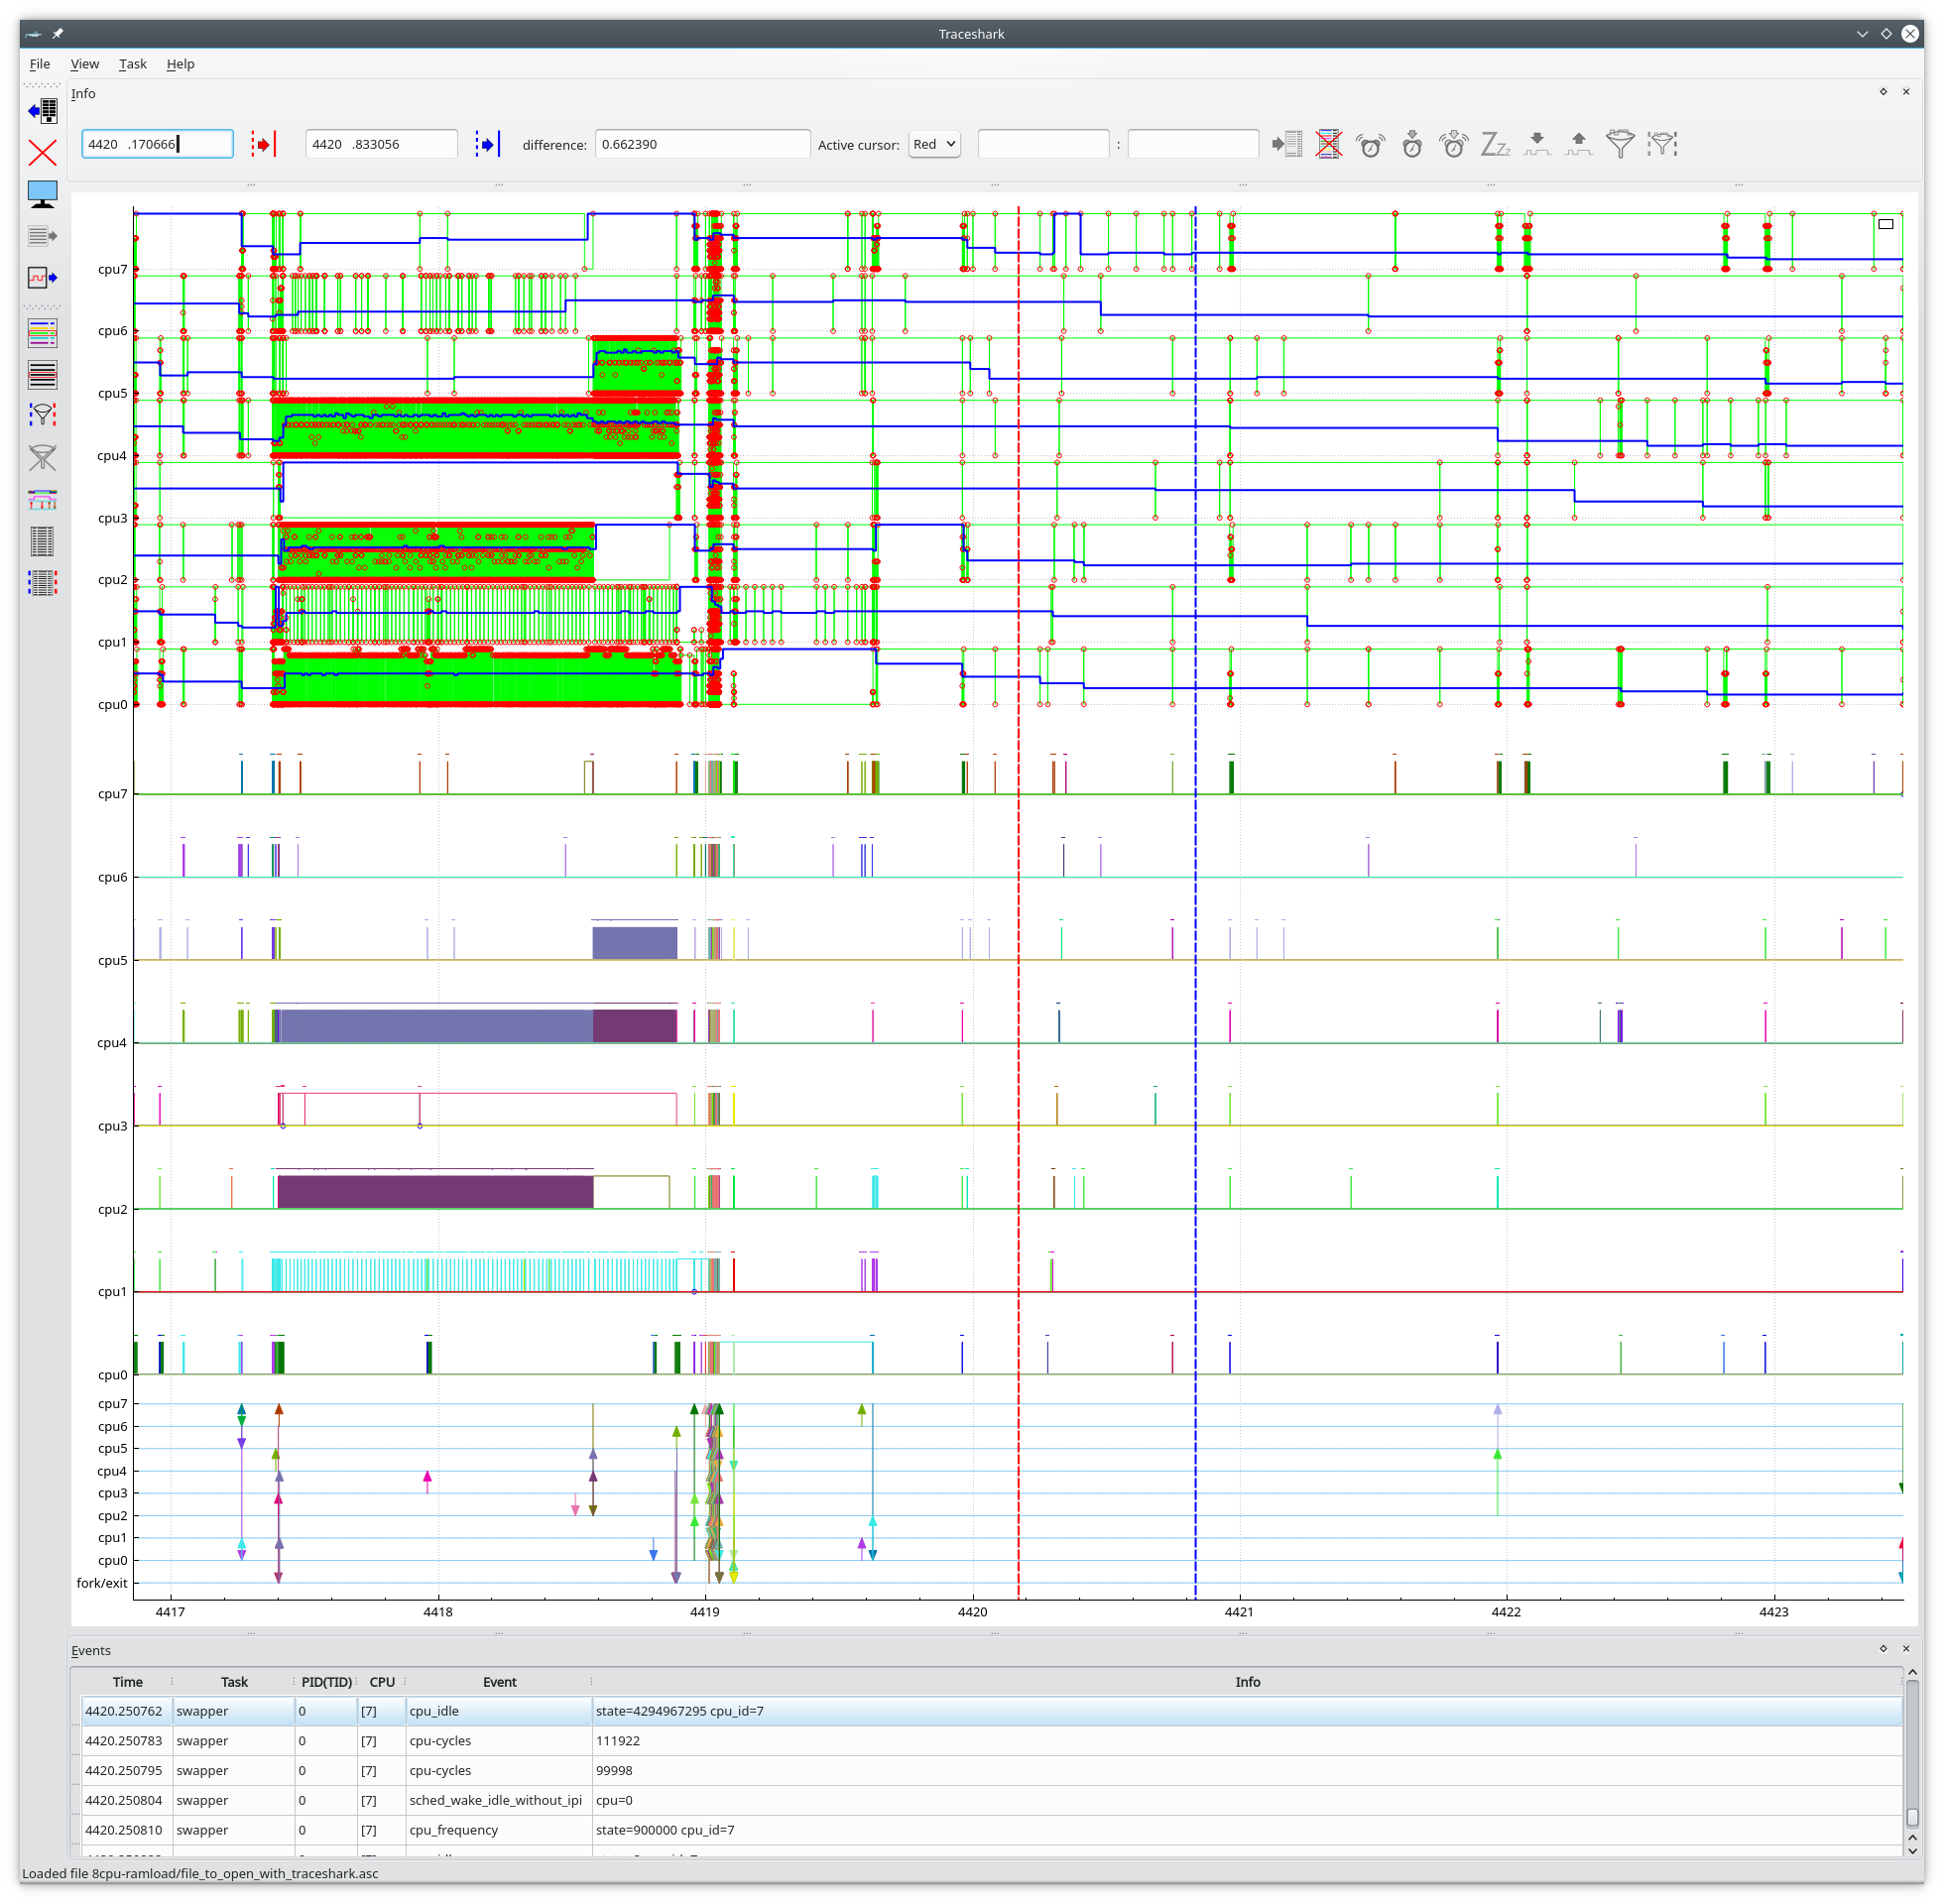 Traceshark
File View Task Help
Info
4420 .170666 4420 .833056 difference: 0.662390 Active cursor: Red :
cpu7
cpu6
cpu5
cpu4
cpu3
cpu2
cpu1
cpu0
cpu7
cpu6
cpu5
cpu4
cpu3
cpu2
cpu1
cpu0
cpu7
cpu6
cpu5
cpu4
cpu3
cpu2
cpu1
cpu0
fork/exit
4417 4418 4419 4420 4421 4422 4423
Events
Time Task PID(TID) CPU Event Info
4420.250762 swapper 0 [7] cpu_idle state=4294967295 cpu_id=7
4420.250783 swapper 0 [7] cpu-cycles 111922
4420.250795 swapper 0 [7] cpu-cycles 99998
4420.250804 swapper 0 [7] sched_wake_idle_without_ipi cpu=0
4420.250810 swapper 0 [7] cpu_frequency state=900000 cpu_id=7
Loaded file 8cpu-ramload/file_to_open_with_traceshark.asc